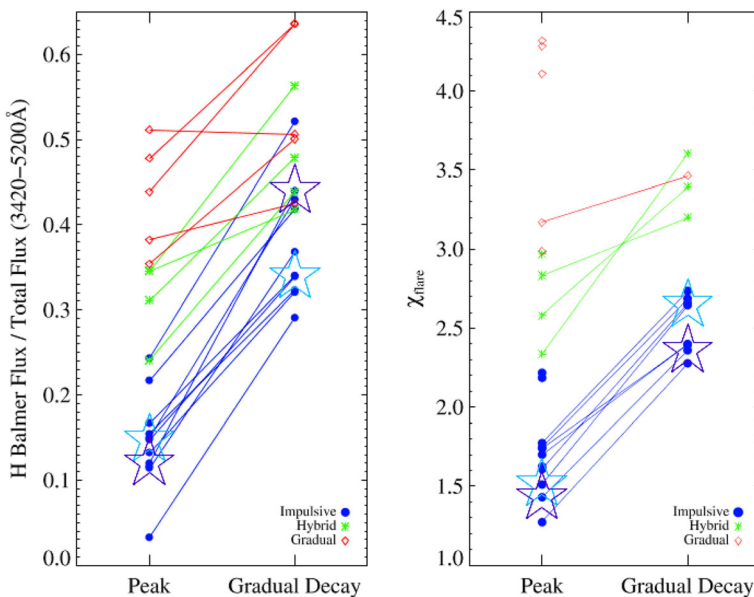 H Balmer Flux / Total Flux (3420−5200Å)
0.6
0.5
0.4
0.3
0.2
0.1
0.0
Impulsive
Hybrid
Gradual
Peak
Gradual Decay
χflare
4.5
4.0
3.5
3.0
2.5
2.0
1.5
1.0
Impulsive
Hybrid
Gradual
Peak
Gradual Decay